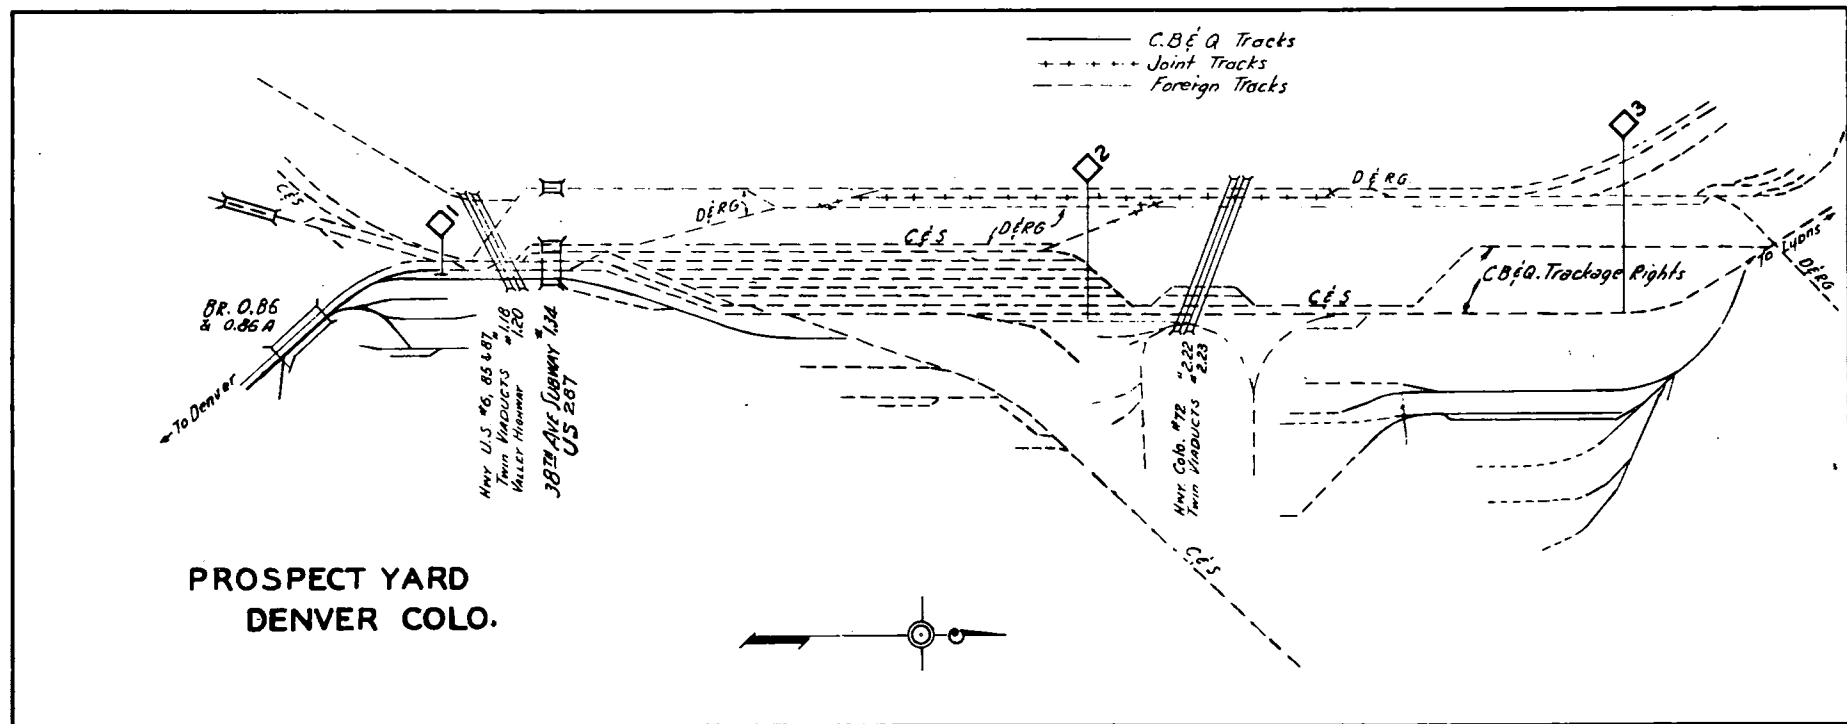 C.B & Q Tracks
Joint Tracks
Foreign Tracks
3
2
1
C & S
D & RG
D & RG
D & RG
C & S
C & S
C.B & Q. Trackage Rights
To Lyons
D & RG
BR. 0.86
& 0.86 A
To Denver
HWY U.S #6, 85 & 87
TWIN VIADUCTS #1.18
VALLEY HIGHWAY 1.20
38TH AVE SUBWAY #1.34
US 287
HWY. Colo. #72 "2.22
TWIN VIADUCTS #2.23
C & S
PROSPECT YARD
DENVER COLO.